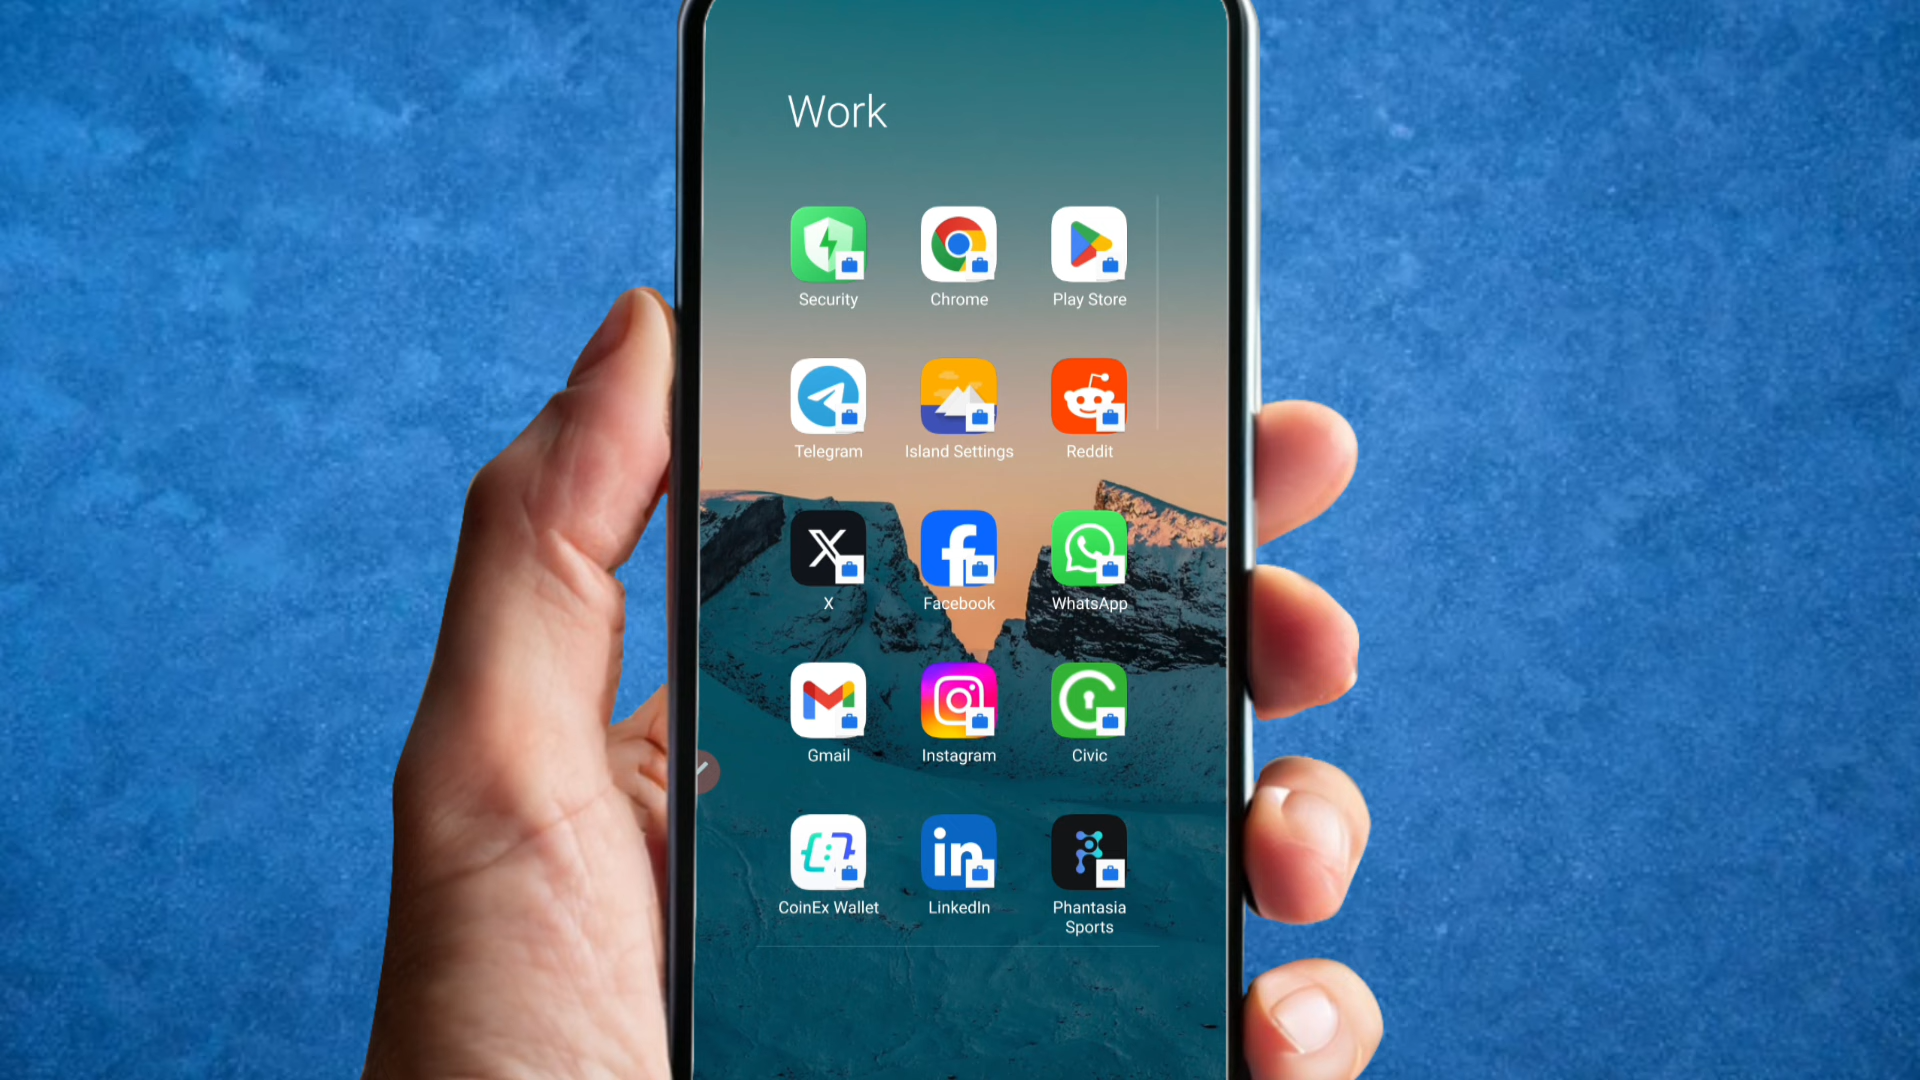 Work
Security
Chrome
Play Store
Telegram
Island Settings
Reddit
X
Facebook
WhatsApp
Gmail
Instagram
Civic
CoinEx Wallet
LinkedIn
in
Phantasia
Sports